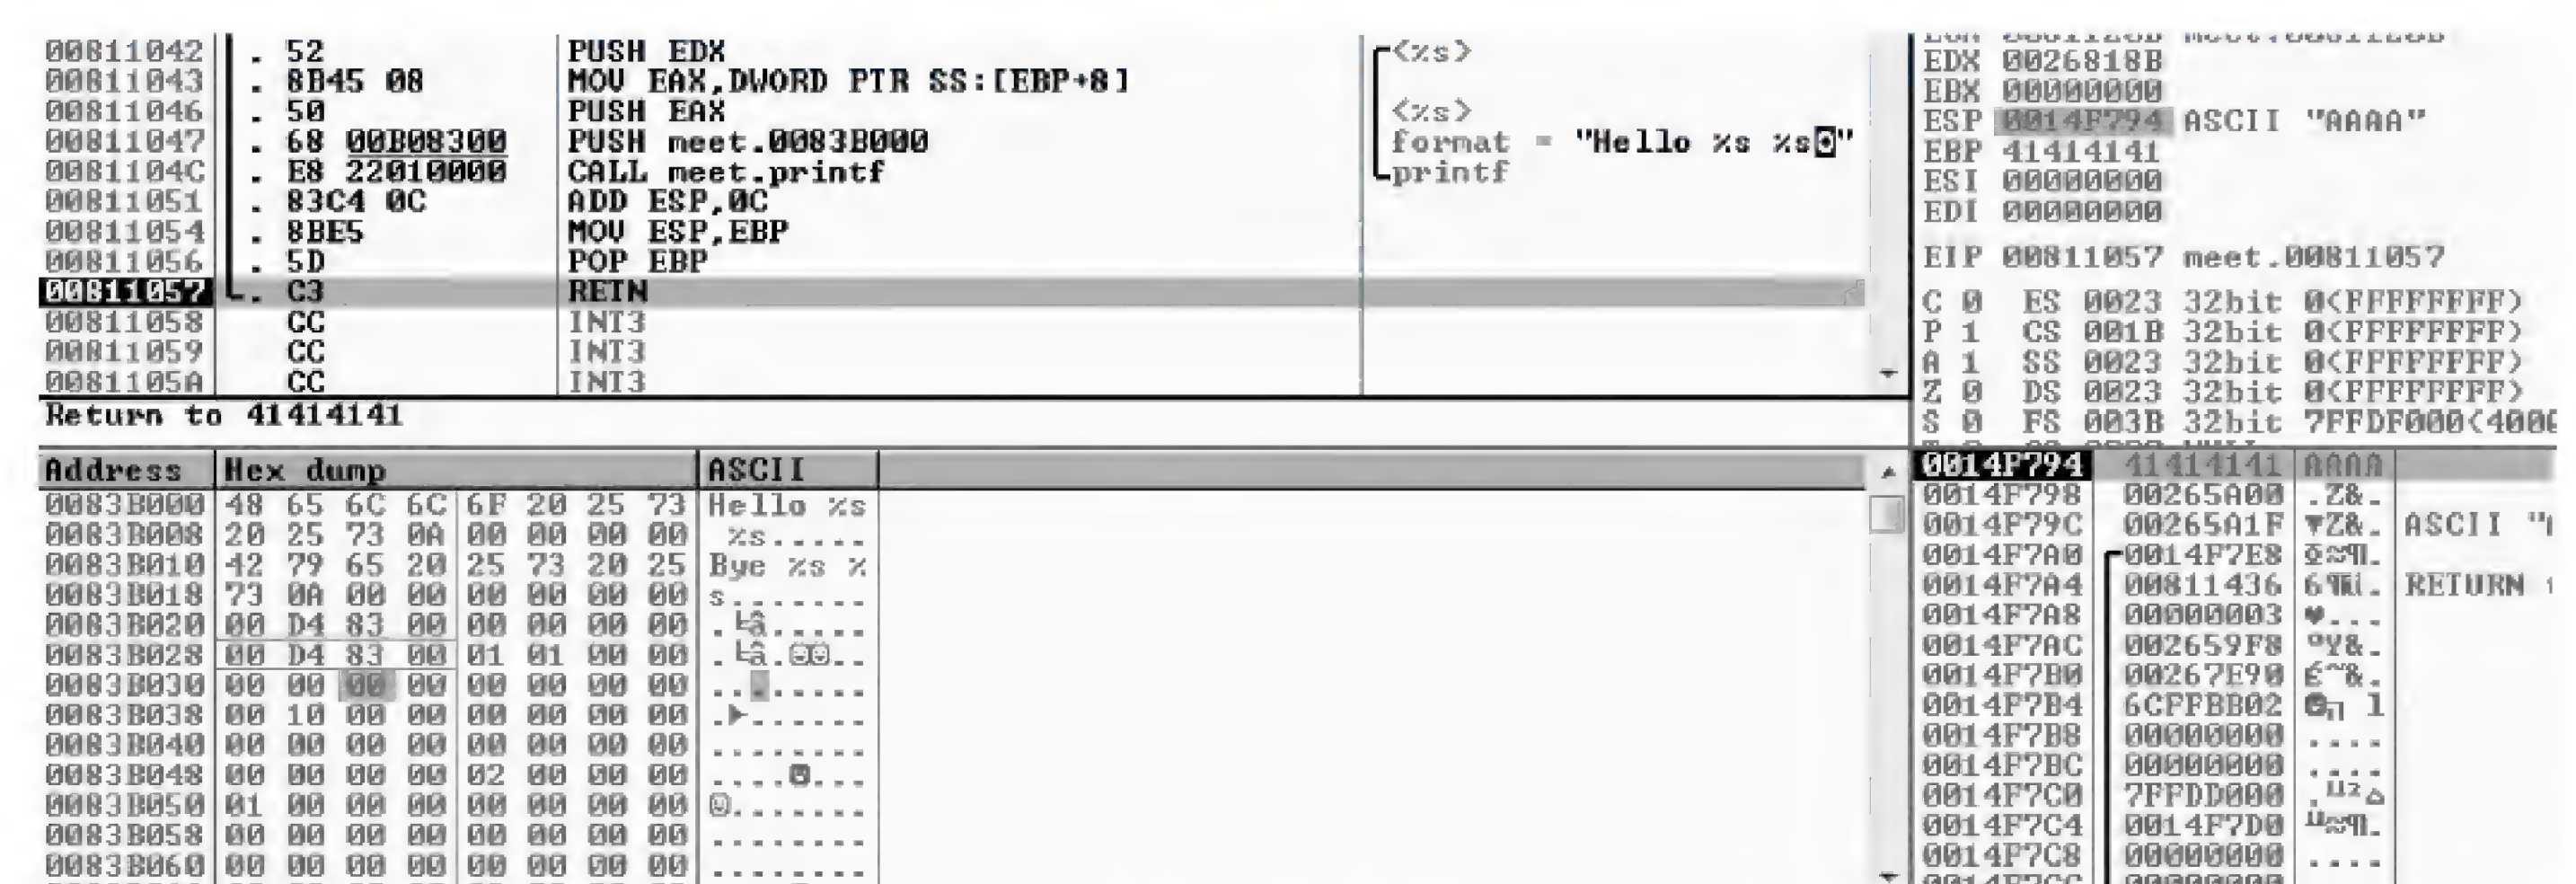 00811042 . 52 PUSH EDX <%s>
00811043 . 8B45 08 MOV EAX,DWORD PTR SS:[EBP+8]
00811046 . 50 PUSH EAX <%s>
00811047 . 68 00B08300 PUSH meet.0083B000 format = "Hello %s %s"
0081104C . E8 22010000 CALL meet.printf printf
00811051 . 83C4 0C ADD ESP,0C
00811054 . 8BE5 MOV ESP,EBP
00811056 . 5D POP EBP
00811057 . C3 RETN
00811058 CC INT3
00811059 CC INT3
0081105A CC INT3
Return to 41414141
EDX 0026818B
EBX 00000000
ESP 0014F794 ASCII "AAAA"
EBP 41414141
ESI 00000000
EDI 00000000
EIP 00811057 meet.00811057
C 0 ES 0023 32bit 0(FFFFFFFF)
P 1 CS 001B 32bit 0(FFFFFFFF)
A 1 SS 0023 32bit 0(FFFFFFFF)
Z 0 DS 0023 32bit 0(FFFFFFFF)
S 0 FS 003B 32bit 7FFDF000(4000
Address Hex dump ASCII
0083B000 48 65 6C 6C 6F 20 25 73 Hello %s
0083B008 20 25 73 0A 00 00 00 00 %s.....
0083B010 42 79 65 20 25 73 20 25 Bye %s %
0083B018 73 0A 00 00 00 00 00 00 s.......
0083B020 00 D4 83 00 00 00 00 00 .╘â.....
0083B028 00 D4 83 00 01 01 00 00 .╘â.☺☺..
0083B030 00 00 00 00 00 00 00 00 ........
0083B038 00 10 00 00 00 00 00 00 .►......
0083B040 00 00 00 00 00 00 00 00 ........
0083B048 00 00 00 00 02 00 00 00 ....☻...
0083B050 01 00 00 00 00 00 00 00 ☺.......
0083B058 00 00 00 00 00 00 00 00 ........
0083B060 00 00 00 00 00 00 00 00 ........
0014F794 41414141 AAAA
0014F798 00265A00 .Z&.
0014F79C 00265A1F ▼Z&. ASCII
0014F7A0 0014F7E8
0014F7A4 00811436 RETURN
0014F7A8 00000003 ♥...
0014F7AC 002659F8 °Y&.
0014F7B0 00267E90 É~&.
0014F7B4 6CFFBB02
0014F7B8 00000000 ....
0014F7BC 00000000 ....
0014F7C0 7FFDD000
0014F7C4 0014F7D0
0014F7C8 00000000 ....